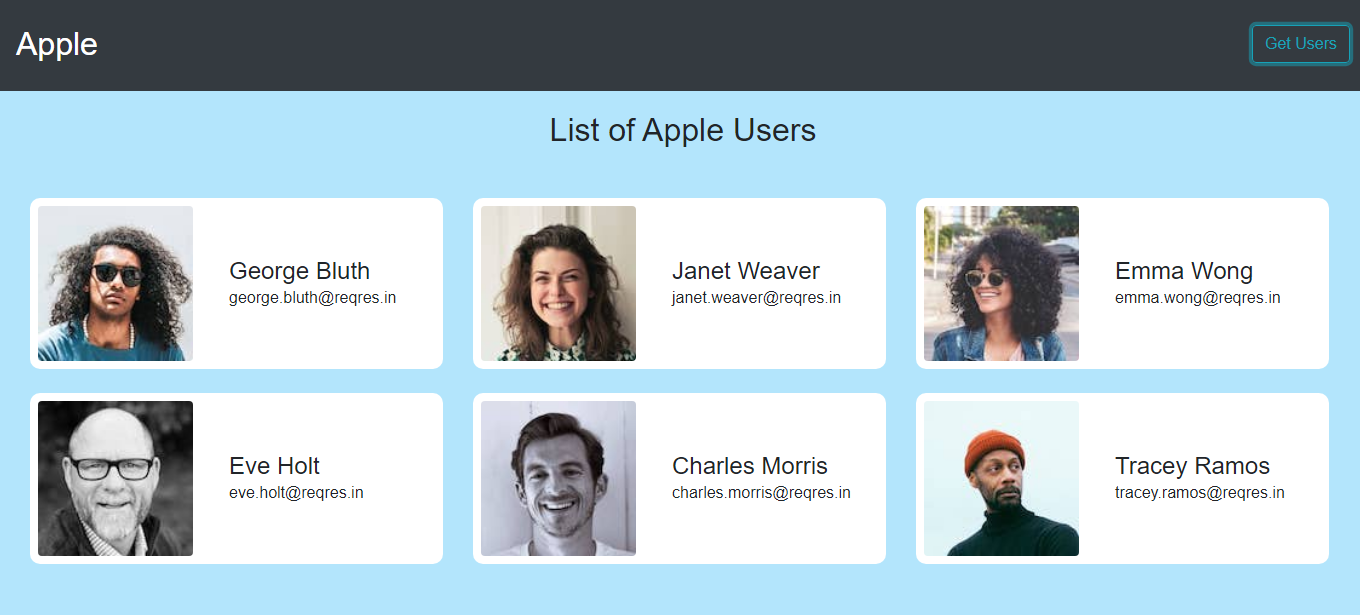 Apple
Get Users
List of Apple Users
George Bluth
george.bluth@reqres.in
Janet Weaver
janet.weaver@reqres.in
Emma Wong
emma.wong@reqres.in
Eve Holt
eve.holt@reqres.in
Charles Morris
charles.morris@reqres.in
Tracey Ramos
tracey.ramos@reqres.in